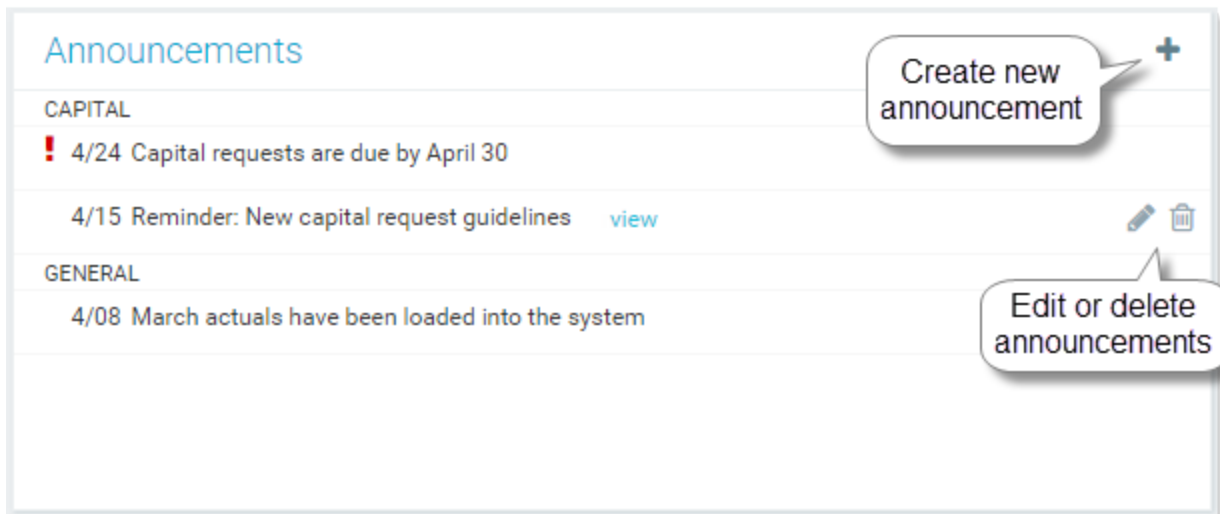 Announcements
Create new
announcement
CAPITAL
! 4/24 Capital requests are due by April 30
4/15 Reminder: New capital request guidelines view
GENERAL
Edit or delete
announcements
4/08 March actuals have been loaded into the system